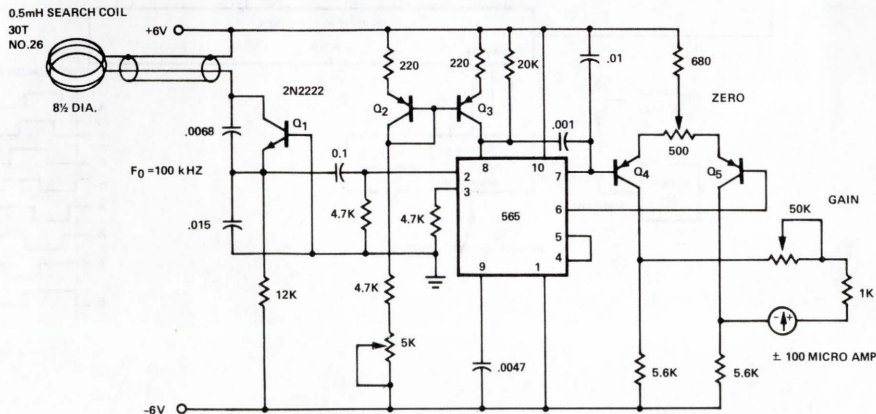 0.5mH SEARCH COIL
30T
NO.26
8½ DIA.
+6V
2N2222
Q1
.0068
F0 =100 kHZ
.015
12K
0.1
4.7K
4.7K
220
220
20K
Q2
Q3
.001
.01
680
ZERO
500
Q4
Q5
2
3
8
10
7
6
5
4
9
1
565
4.7K
5K
.0047
50K
GAIN
1K
- +
± 100 MICRO AMP
5.6K
5.6K
-6V